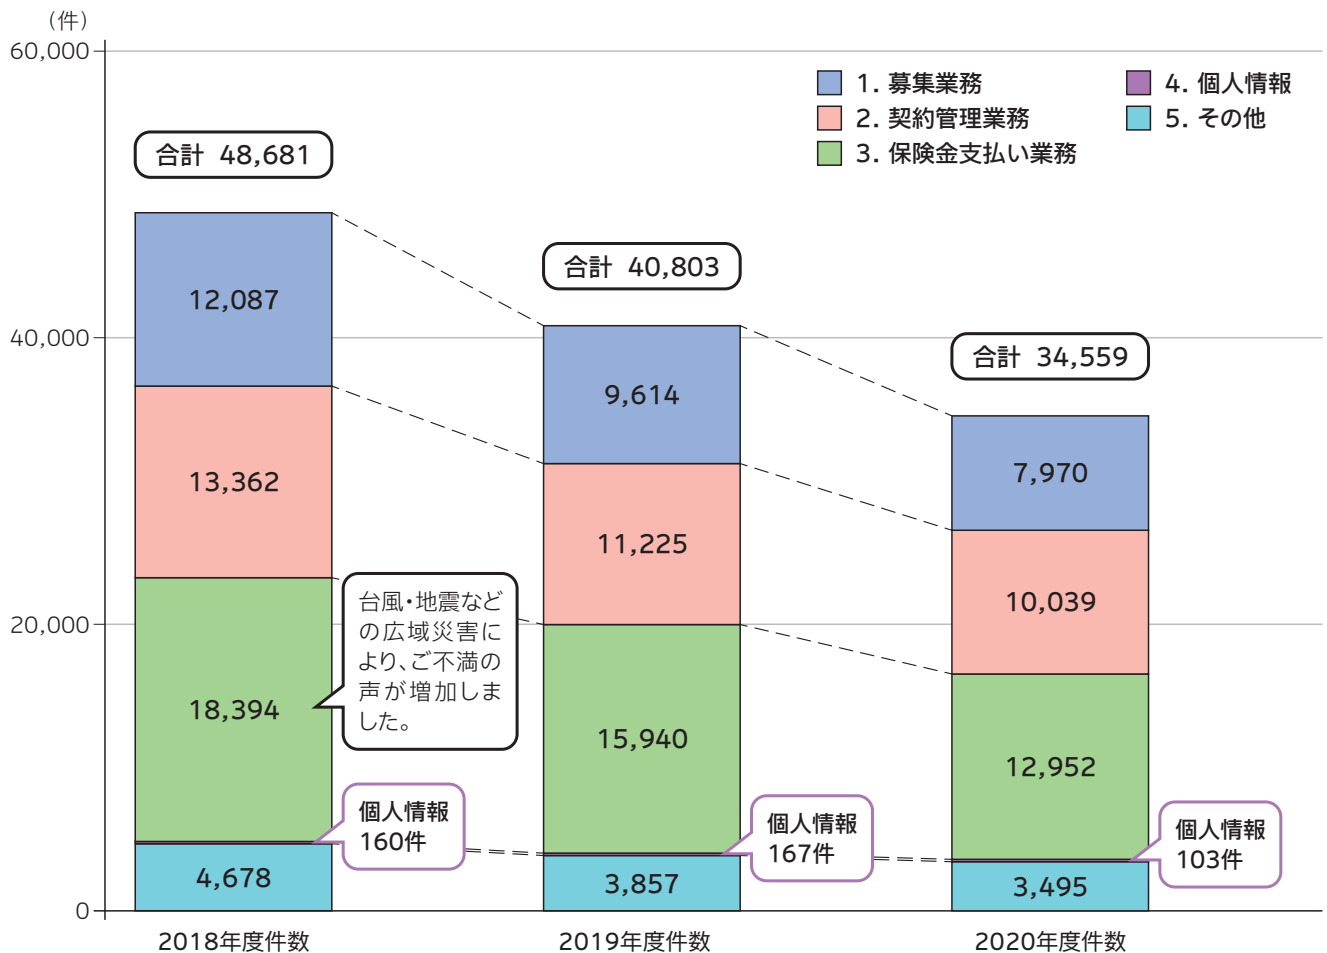 （件）
60,000
40,000
20,000
0
1. 募集業務
2. 契約管理業務
3. 保険金支払い業務
4. 個人情報
5. その他
合計 48,681
12,087
13,362
18,394
4,678
台風・地震など
の広域災害に
より、ご不満の
声が増加しま
した。
個人情報
160件
合計 40,803
9,614
11,225
15,940
3,857
個人情報
167件
合計 34,559
7,970
10,039
12,952
3,495
個人情報
103件
2018年度件数
2019年度件数
2020年度件数